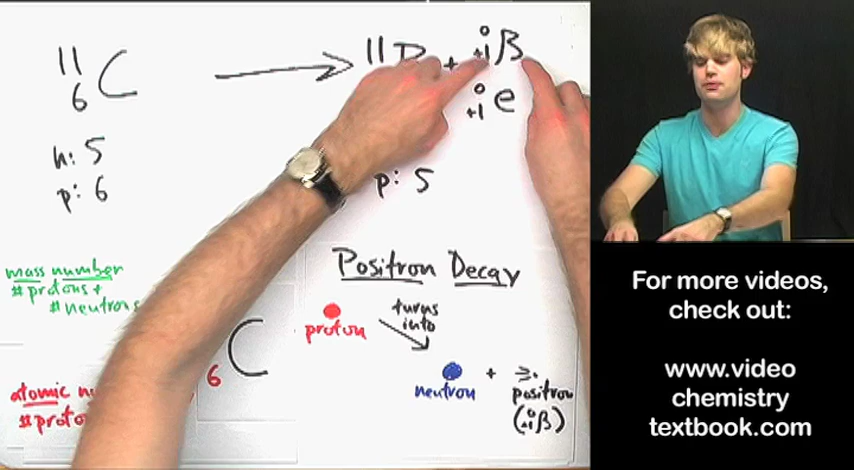 11
6 C → 11 + 0 +1 β
0 +1 e
n: 5
p: 6
p: 5
mass number
#protons +
#neutrons
atomic
#proto
6 C
Positron Decay
proton
turns
into
neutron
+
positron
(0 +1 β)
For more videos,
check out:
www.video
chemistry
textbook.com